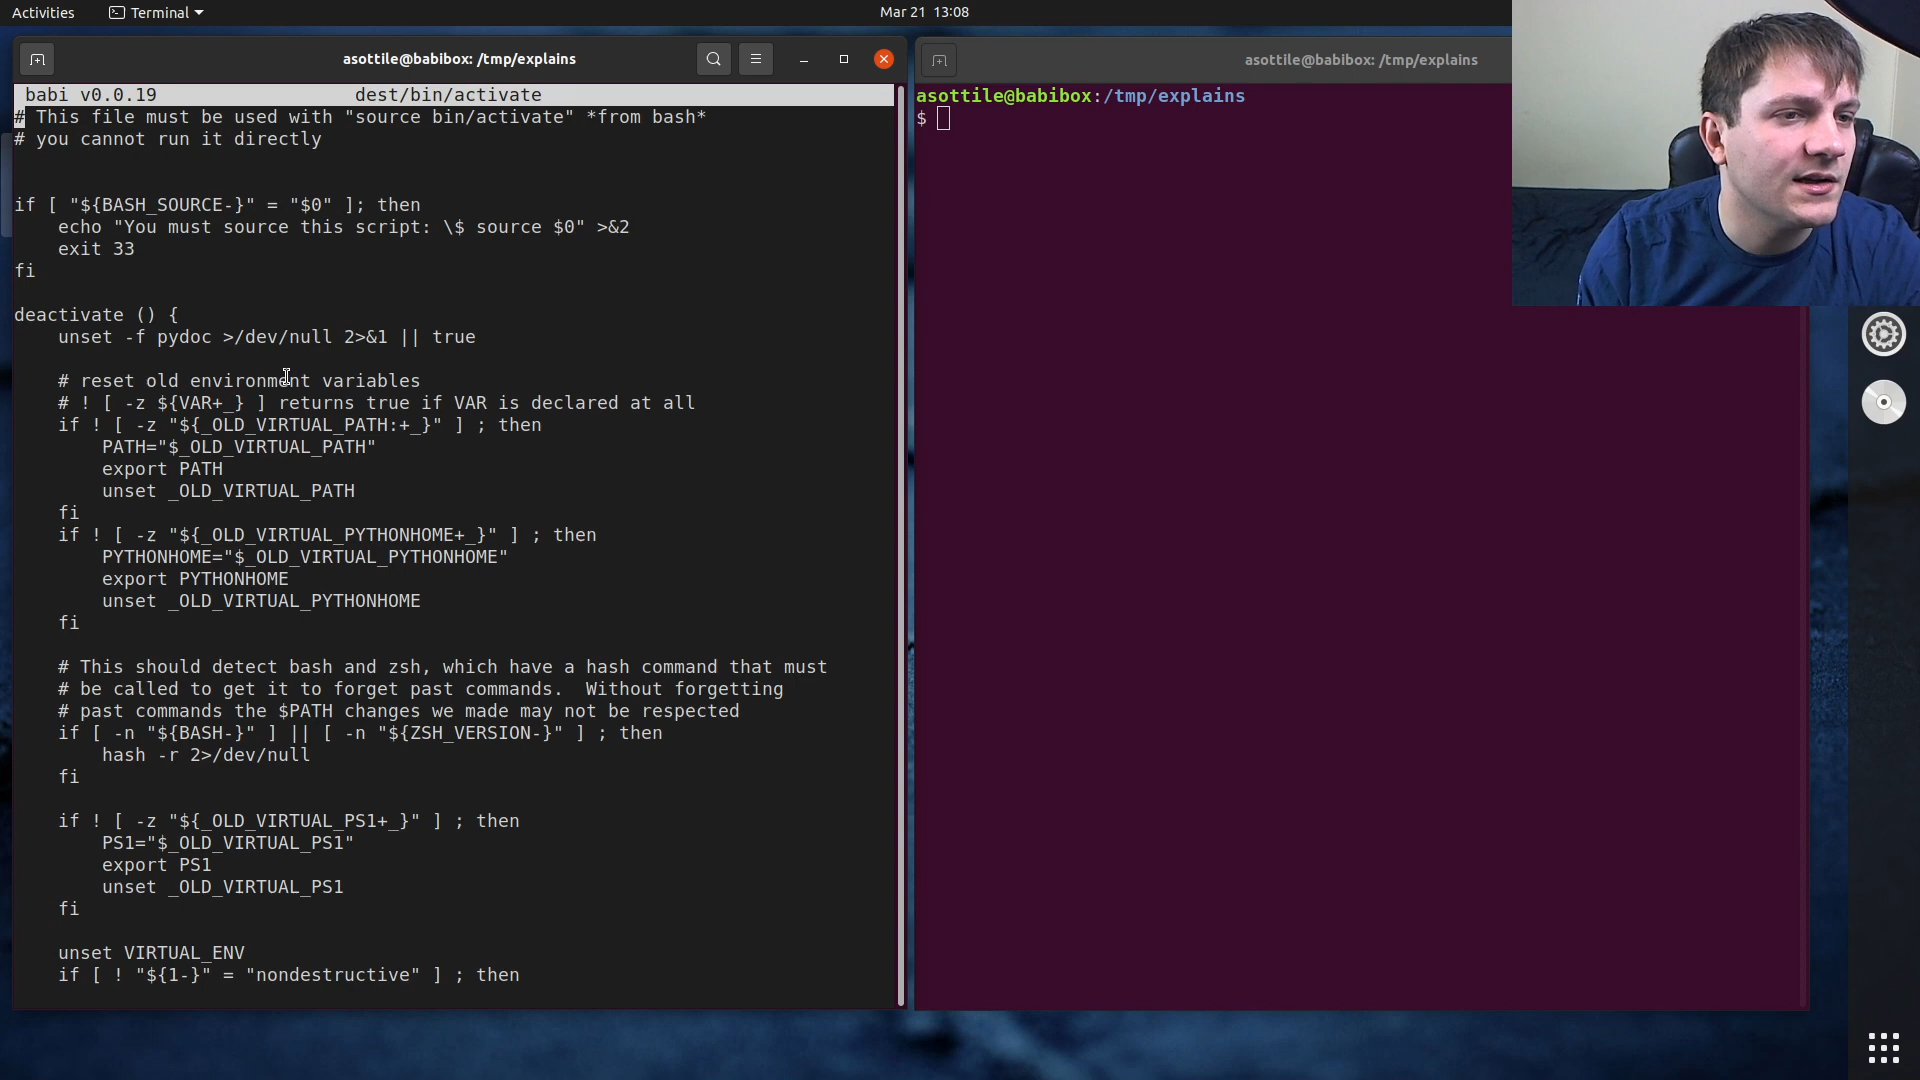 Activities
Terminal
Mar 21 13:08
asottile@babibox: /tmp/explains
babi v0.0.19 dest/bin/activate
# This file must be used with "source bin/activate" *from bash*
# you cannot run it directly
if [ "${BASH_SOURCE-}" = "$0" ]; then
    echo "You must source this script: \$ source $0" >&2
    exit 33
fi
deactivate () {
    unset -f pydoc >/dev/null 2>&1 || true
    # reset old environment variables
    # ! [ -z ${VAR+_} ] returns true if VAR is declared at all
    if ! [ -z "${_OLD_VIRTUAL_PATH:+_}" ] ; then
        PATH="$_OLD_VIRTUAL_PATH"
        export PATH
        unset _OLD_VIRTUAL_PATH
    fi
    if ! [ -z "${_OLD_VIRTUAL_PYTHONHOME+_}" ] ; then
        PYTHONHOME="$_OLD_VIRTUAL_PYTHONHOME"
        export PYTHONHOME
        unset _OLD_VIRTUAL_PYTHONHOME
    fi
    # This should detect bash and zsh, which have a hash command that must
    # be called to get it to forget past commands.  Without forgetting
    # past commands the $PATH changes we made may not be respected
    if [ -n "${BASH-}" ] || [ -n "${ZSH_VERSION-}" ] ; then
        hash -r 2>/dev/null
    fi
    if ! [ -z "${_OLD_VIRTUAL_PS1+_}" ] ; then
        PS1="$_OLD_VIRTUAL_PS1"
        export PS1
        unset _OLD_VIRTUAL_PS1
    fi
    unset VIRTUAL_ENV
    if [ ! "${1-}" = "nondestructive" ] ; then
asottile@babibox: /tmp/explains
asottile@babibox:/tmp/explains
$